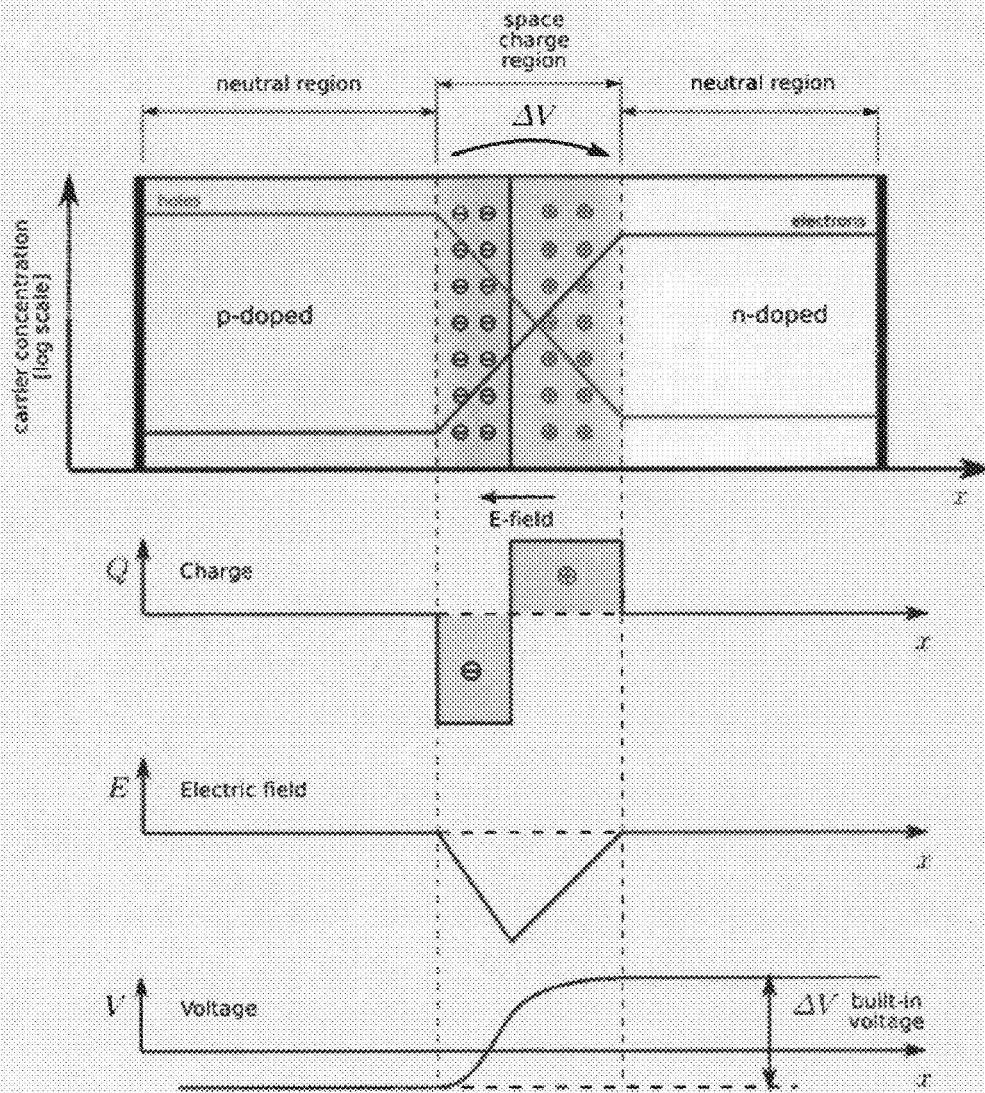 space
charge
region
neutral region
neutral region
ΔV
holes
electrons
carrier concentration
[log scale]
p-doped
n-doped
x
E-field
Q
Charge
x
E
Electric field
x
V
Voltage
ΔV built-in
voltage
x